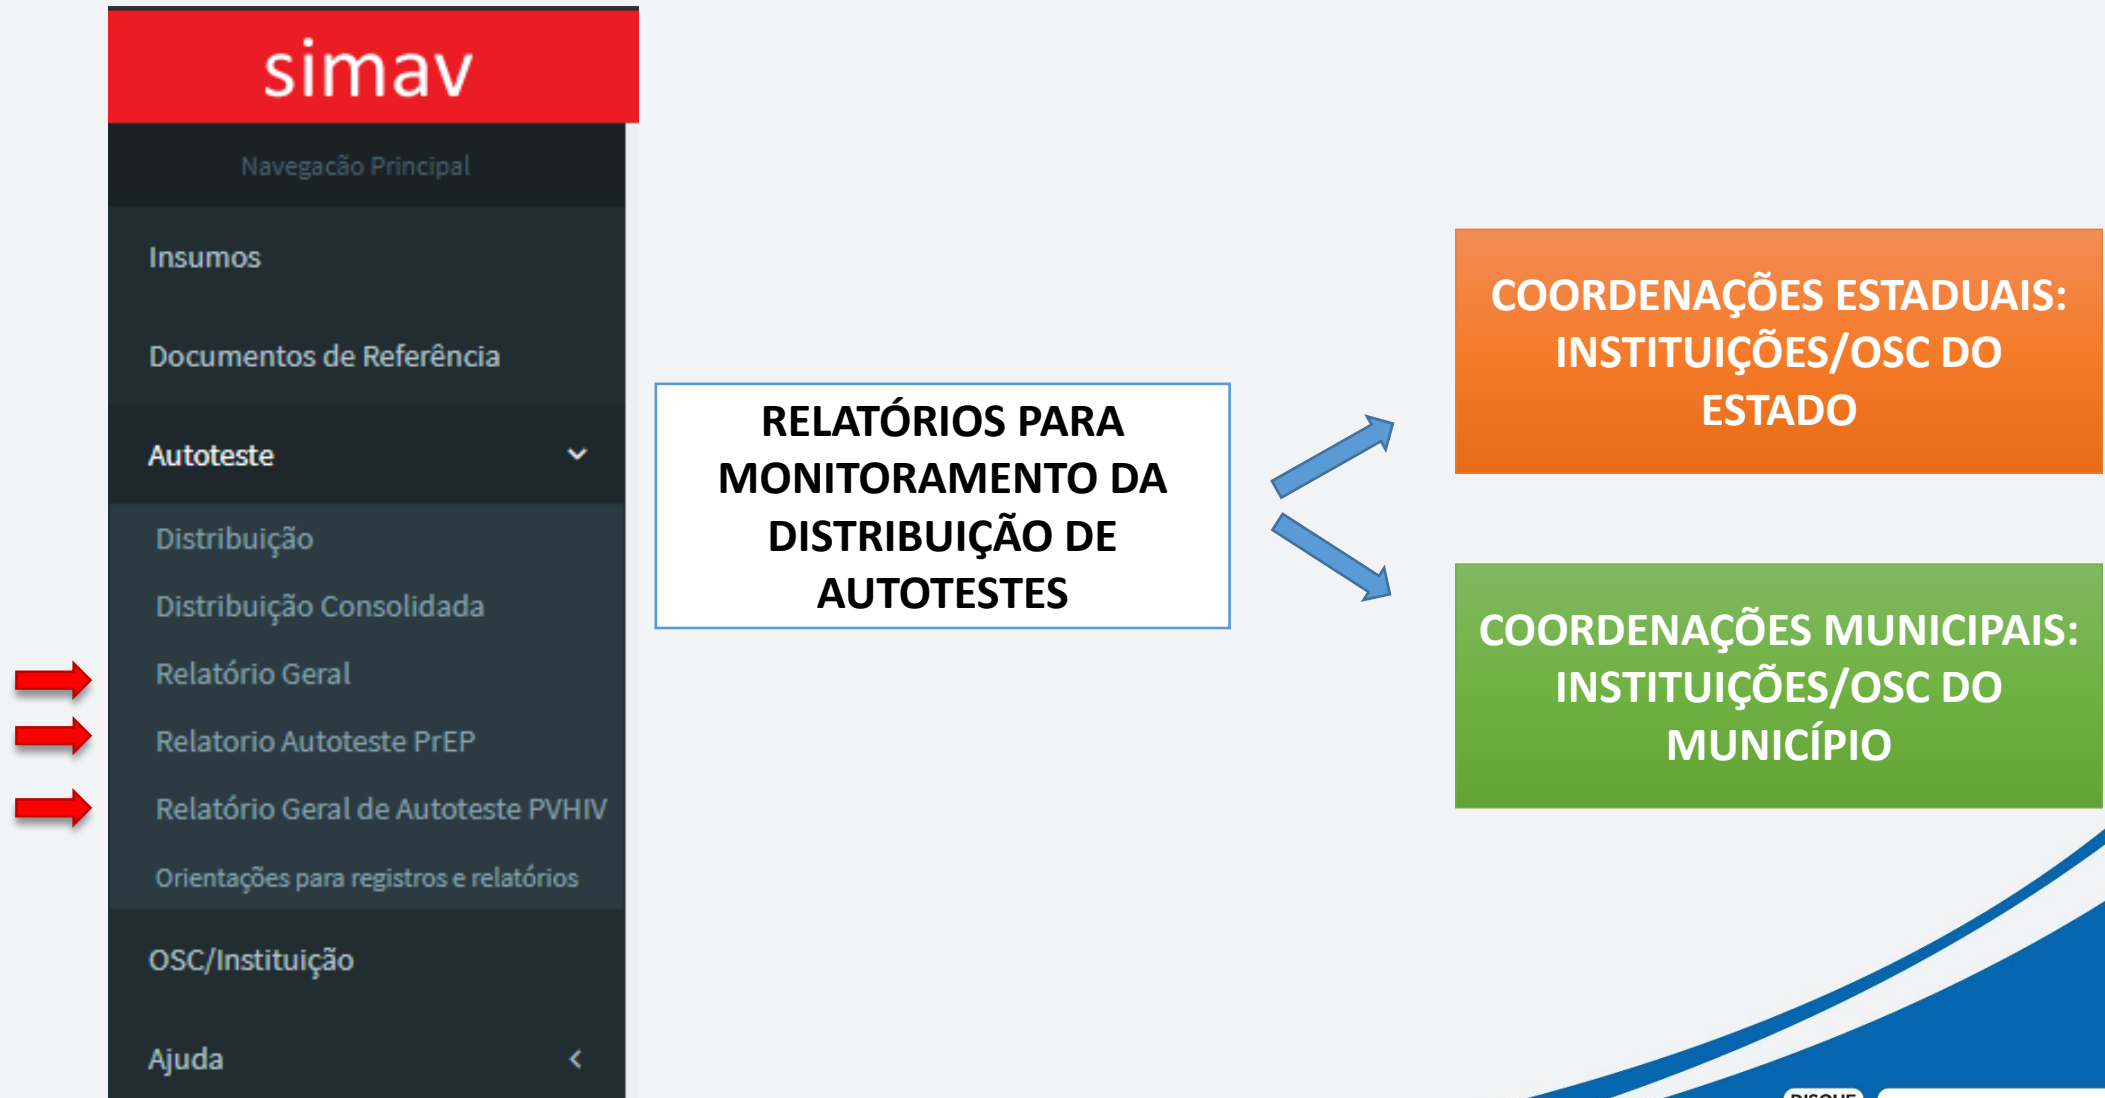 simav
Navegacão Principal
Insumos
Documentos de Referência
Autoteste
Distribuição
Distribuição Consolidada
Relatório Geral
Relatorio Autoteste PrEP
Relatório Geral de Autoteste PVHIV
Orientações para registros e relatórios
OSC/Instituição
Ajuda
RELATÓRIOS PARA
MONITORAMENTO DA
DISTRIBUIÇÃO DE
AUTOTESTES
COORDENAÇÕES ESTADUAIS:
INSTITUIÇÕES/OSC DO
ESTADO
COORDENAÇÕES MUNICIPAIS:
INSTITUIÇÕES/OSC DO
MUNICÍPIO